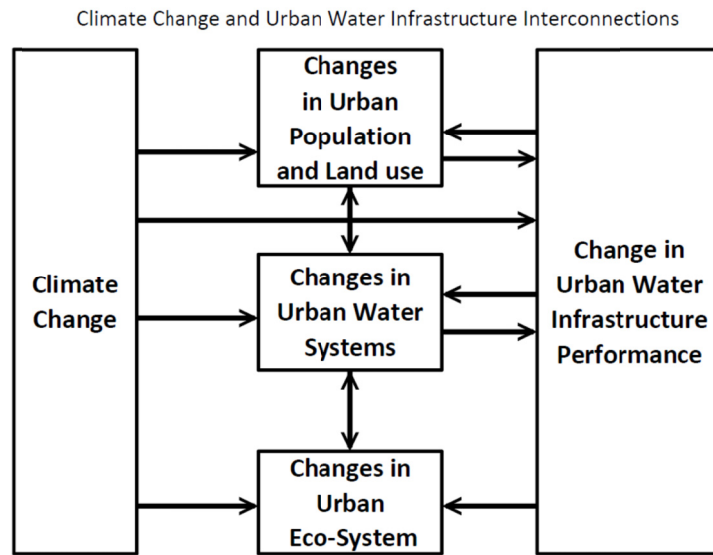 Climate Change and Urban Water Infrastructure Interconnections
Changes
in Urban
Population
and Land use
Climate
Change
Changes in
Urban Water
Systems
Change in
Urban Water
Infrastructure
Performance
Changes in
Urban
Eco-System